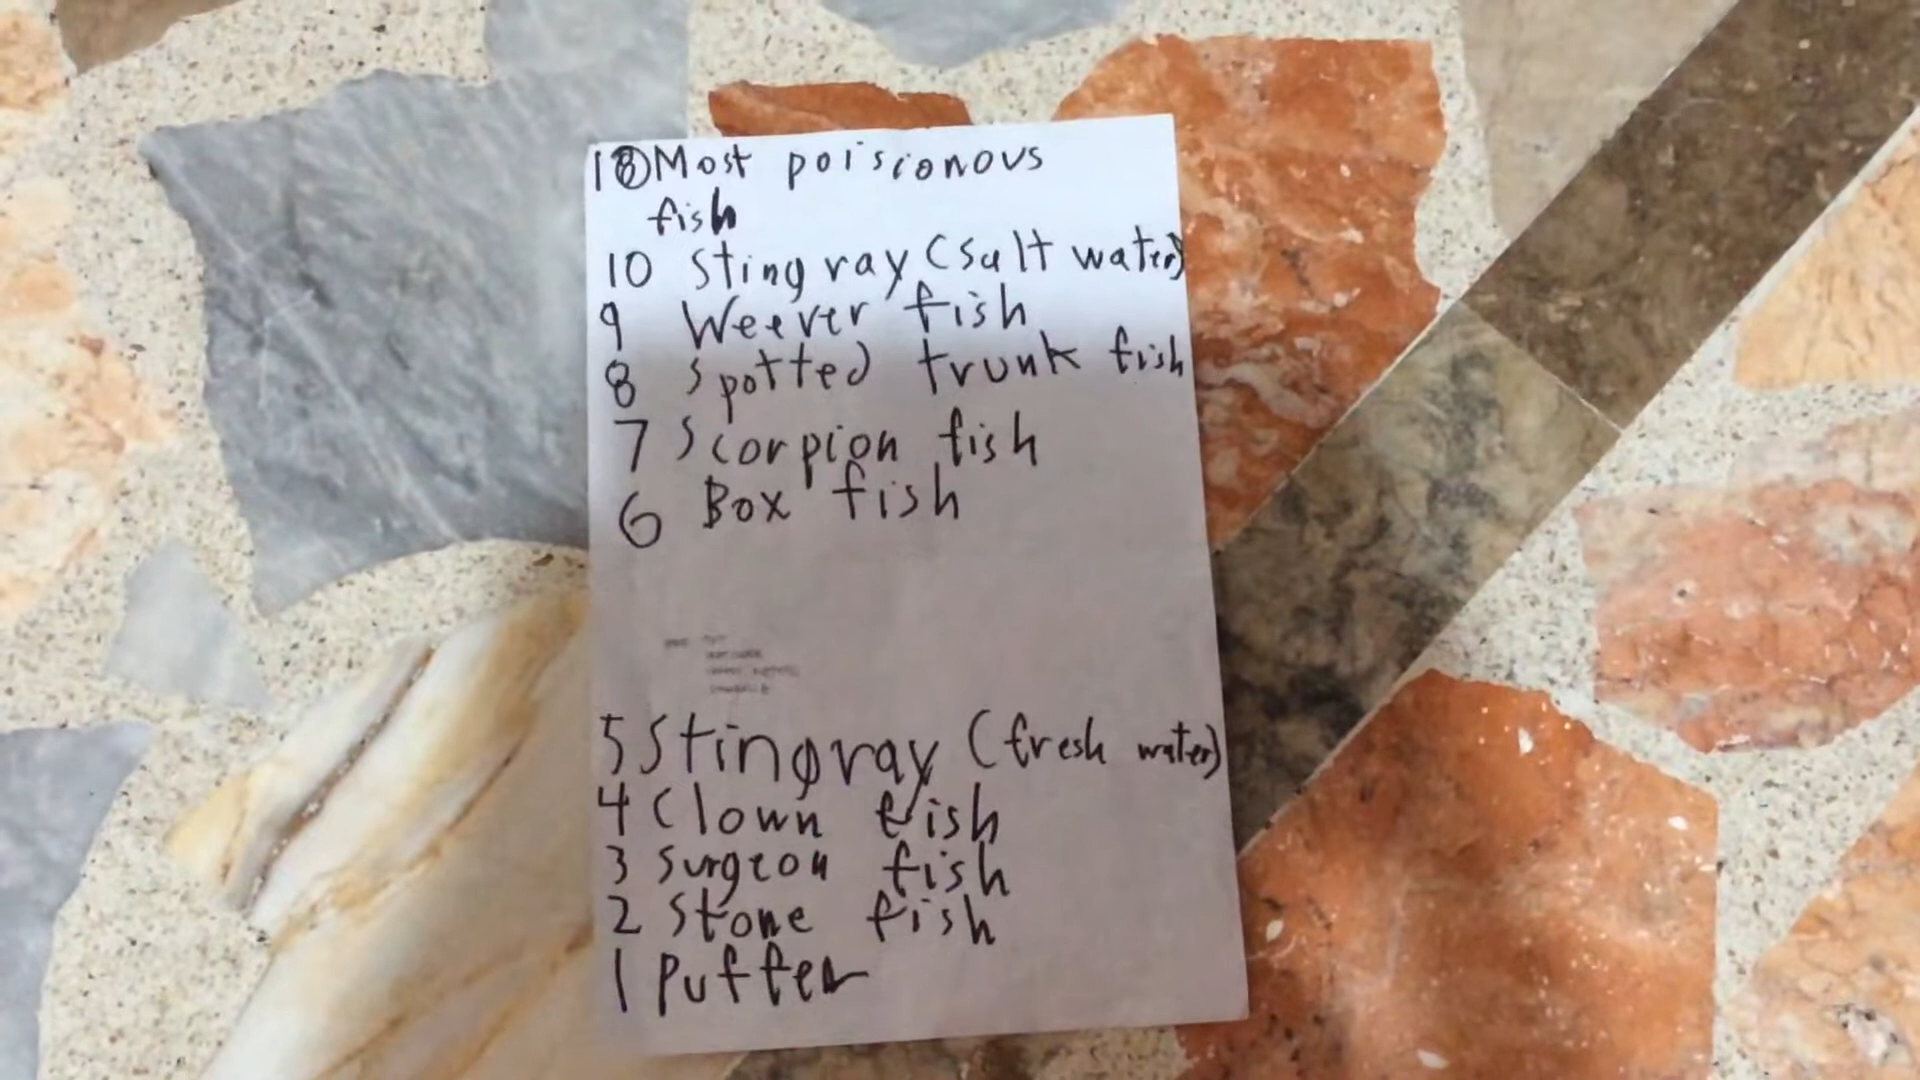 10 Most poisionous
fish
10 Sting ray (salt water)
9 Weever fish
8 spotted trunk fish
7 Scorpion fish
6 Box fish
5 Stingray (fresh water)
4 Clown fish
3 surgeon fish
2 Stone fish
1 Puffer